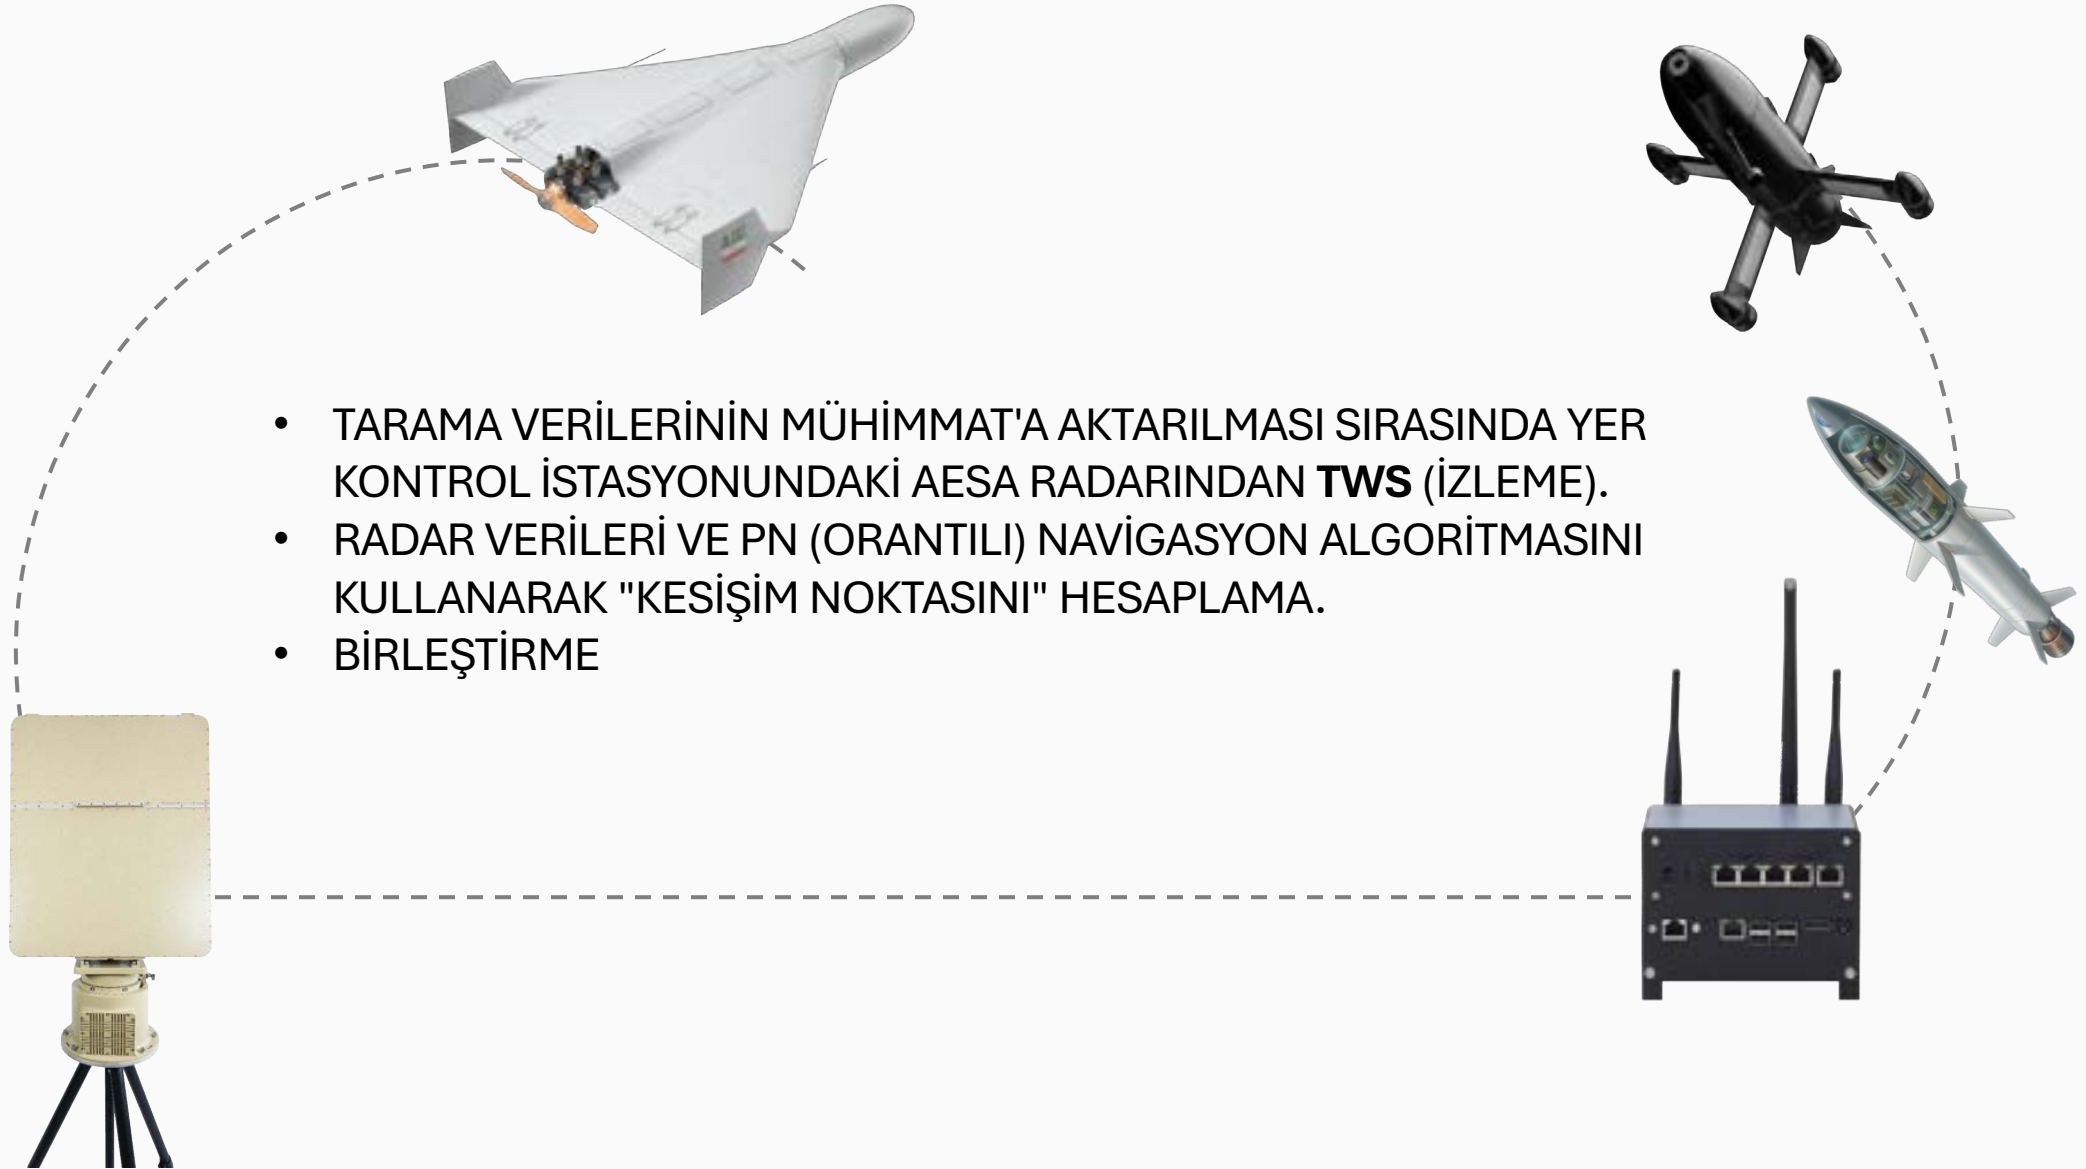 • TARAMA VERİLERİNİN MÜHİMMAT'A AKTARILMASI SIRASINDA YER
KONTROL İSTASYONUNDAKİ AESA RADARINDAN TWS (İZLEME).
• RADAR VERİLERİ VE PN (ORANTILI) NAVİGASYON ALGORİTMASINI
KULLANARAK "KESİŞİM NOKTASINI" HESAPLAMA.
• BİRLEŞTİRME